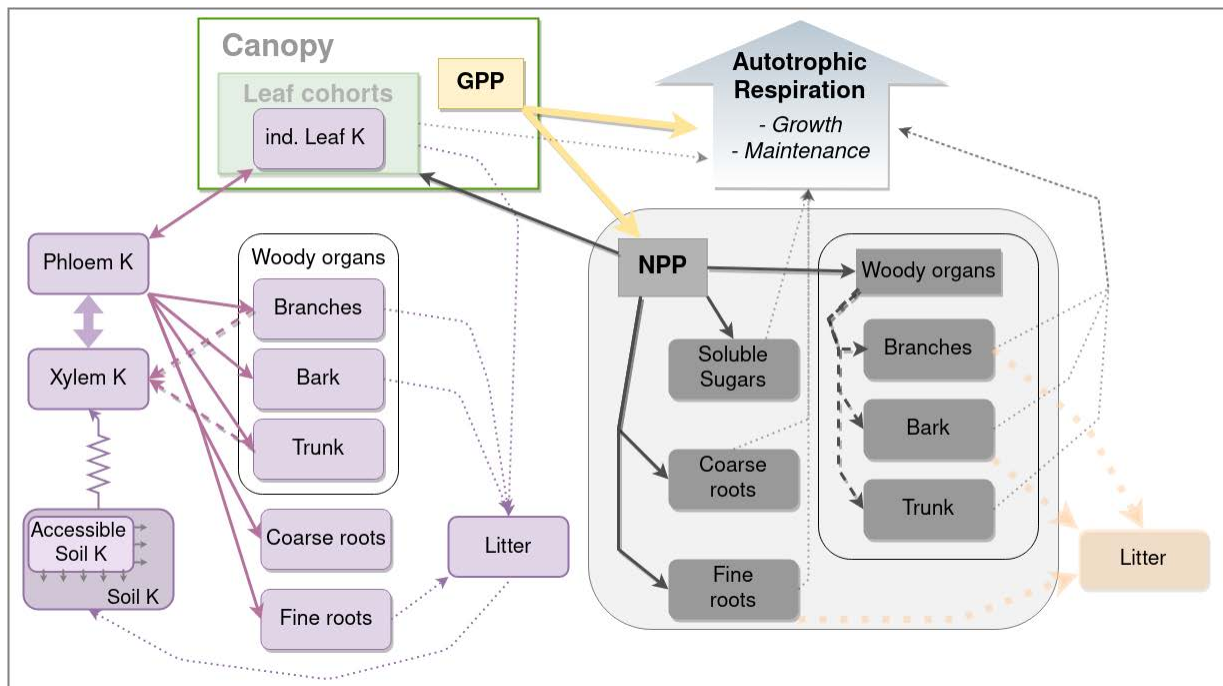 Canopy
Leaf cohorts
ind. Leaf K
GPP
Autotrophic
Respiration
- Growth
- Maintenance
Phloem K
Xylem K
Accessible
Soil K
Soil K
Woody organs
Branches
Bark
Trunk
Coarse roots
Fine roots
Litter
NPP
Soluble
Sugars
Coarse
roots
Fine
roots
Woody organs
Branches
Bark
Trunk
Litter